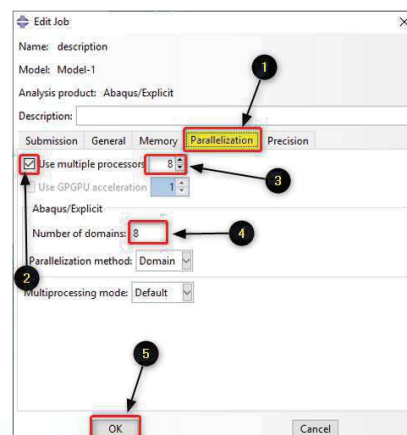 Edit Job
Name: description
Model: Model-1
Analysis product: Abaqus/Explicit
Description:
Submission General Memory Parallelization Precision
Use multiple processors 8
Use GPGPU acceleration 1
Abaqus/Explicit
Number of domains: 8
Parallelization method: Domain
Multiprocessing mode: Default
OK Cancel
1
2
3
4
5